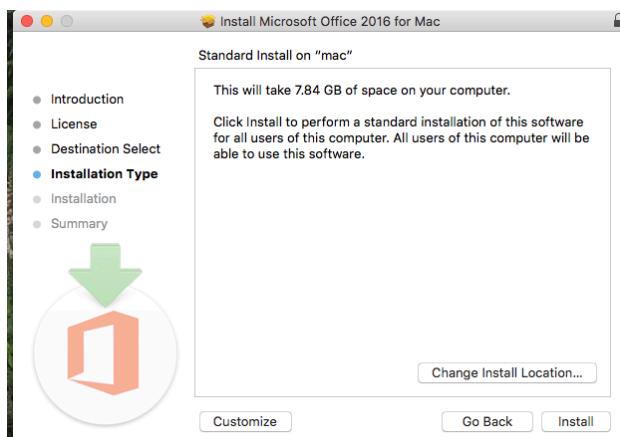 Install Microsoft Office 2016 for Mac
Standard Install on “mac”
Introduction
License
Destination Select
Installation Type
Installation
Summary
This will take 7.84 GB of space on your computer.
Click Install to perform a standard installation of this software
for all users of this computer. All users of this computer will be
able to use this software.
Change Install Location...
Customize
Go Back
Install